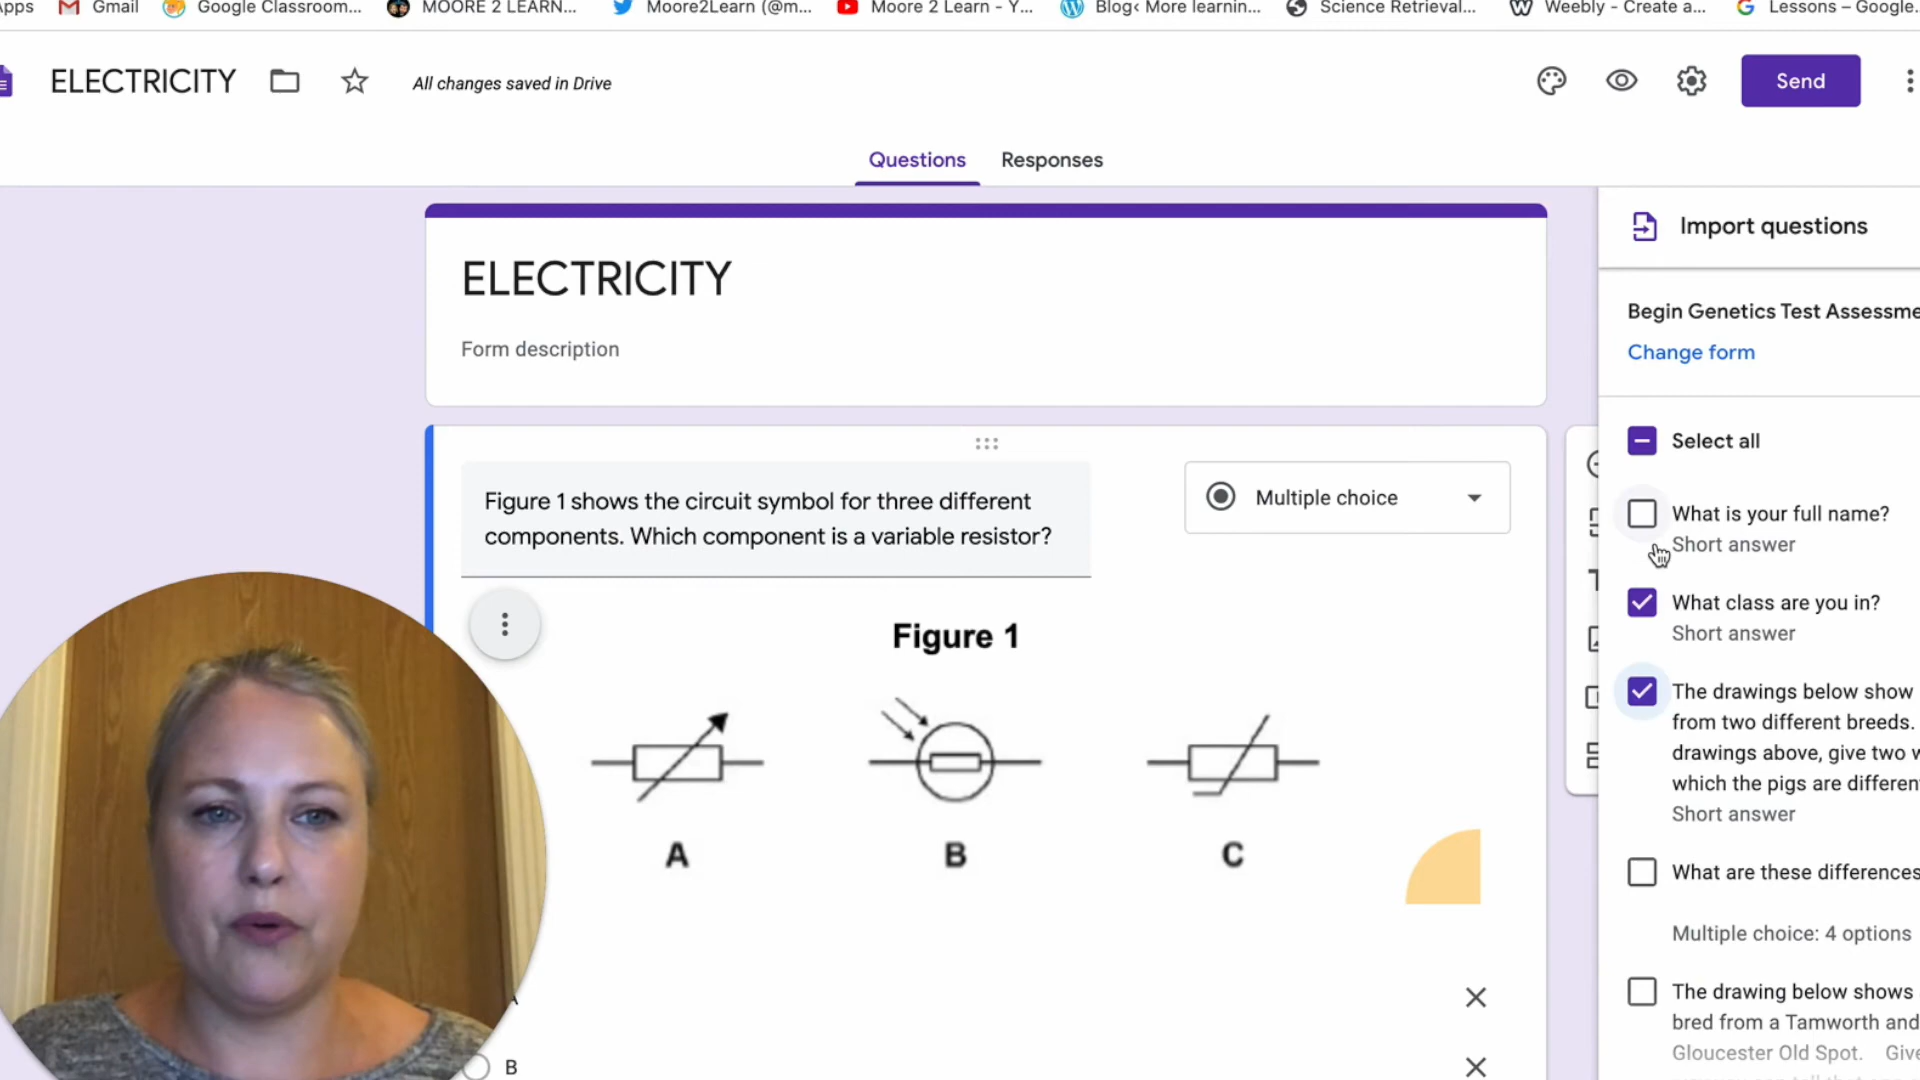 Apps Gmail Google Classroom... MOORE 2 LEARN... Moore2Learn (@m... Moore 2 Learn - Y... Blog‹ More learnin... Science Retrieval... Weebly - Create a... Lessons – Google...
ELECTRICITY All changes saved in Drive Send
Questions Responses
Import questions
ELECTRICITY
Form description
Begin Genetics Test Assessme
Change form
Select all
Figure 1 shows the circuit symbol for three different
components. Which component is a variable resistor?
Multiple choice
What is your full name?
Short answer
What class are you in?
Short answer
Figure 1
A B C
The drawings below show
from two different breeds.
drawings above, give two w
which the pigs are different
Short answer
What are these differences
Multiple choice: 4 options
The drawing below shows
bred from a Tamworth and
Gloucester Old Spot. Give
A
B